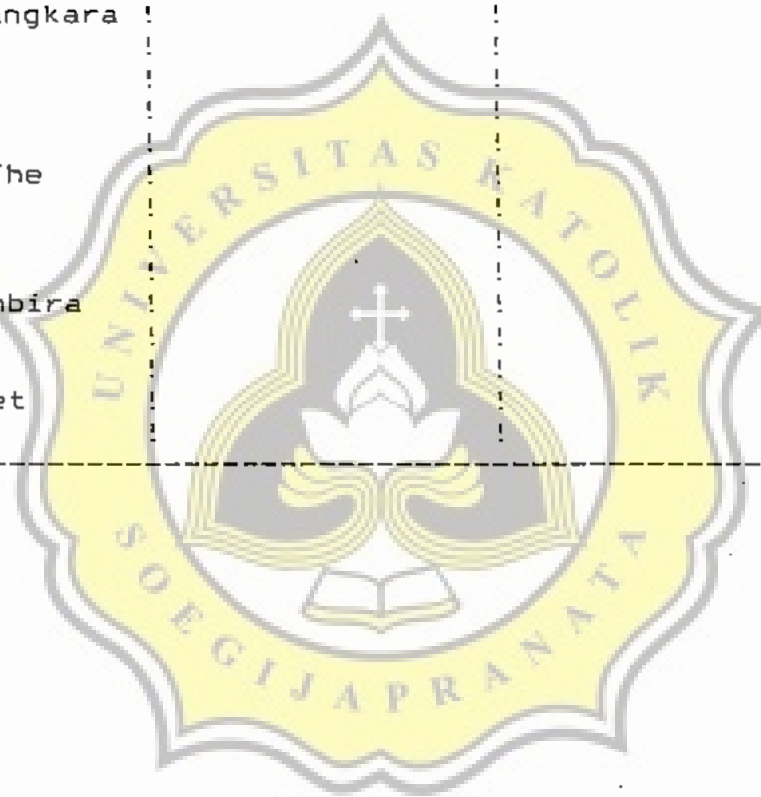 ngkara
he
bira
et
UNIVERSITAS KATOLIK
SOEGIJAPRANATA